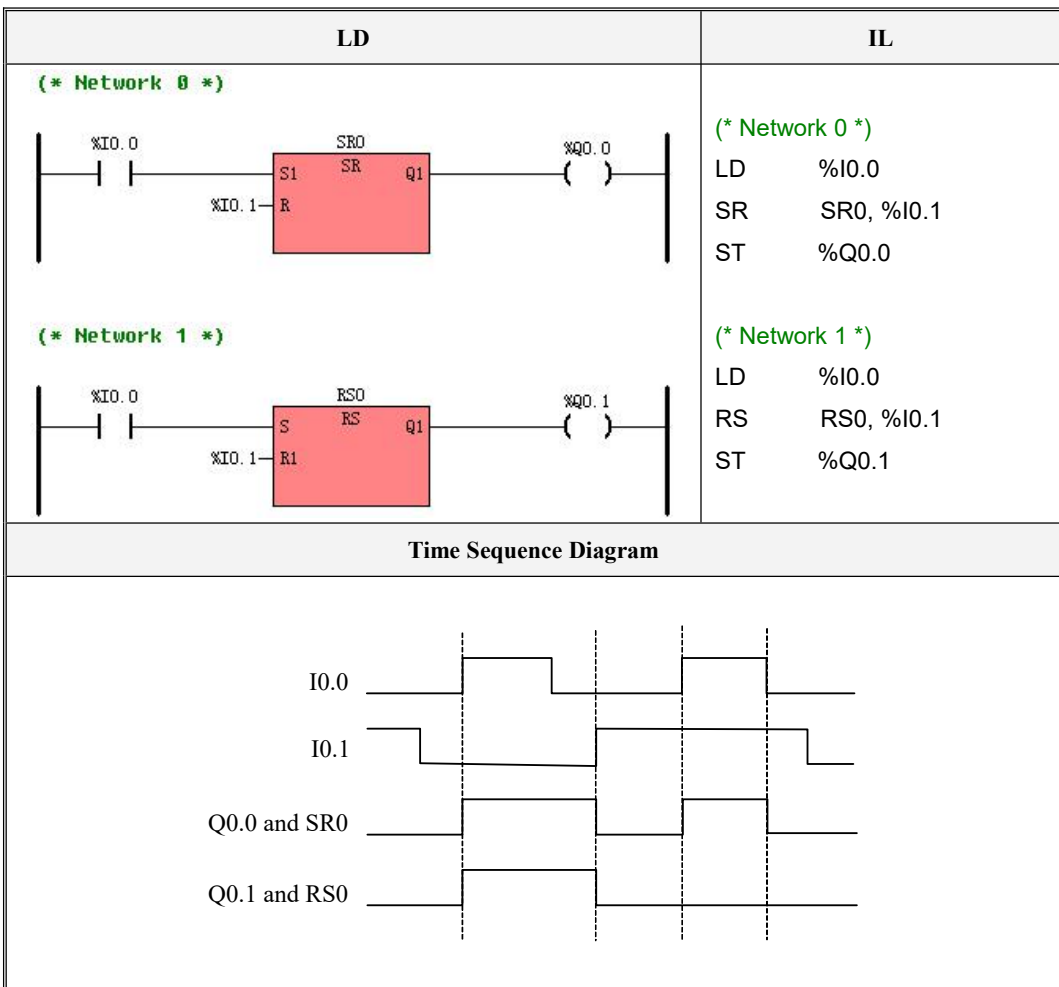 LD
IL
(* Network 0 *)
%I0.0
SR0
SR
S1
Q1
%I0.1
R
%Q0.0
(* Network 0 *)
LD %I0.0
SR SR0, %I0.1
ST %Q0.0
(* Network 1 *)
%I0.0
RS0
RS
S
Q1
%I0.1
R1
%Q0.1
(* Network 1 *)
LD %I0.0
RS RS0, %I0.1
ST %Q0.1
Time Sequence Diagram
I0.0
I0.1
Q0.0 and SR0
Q0.1 and RS0